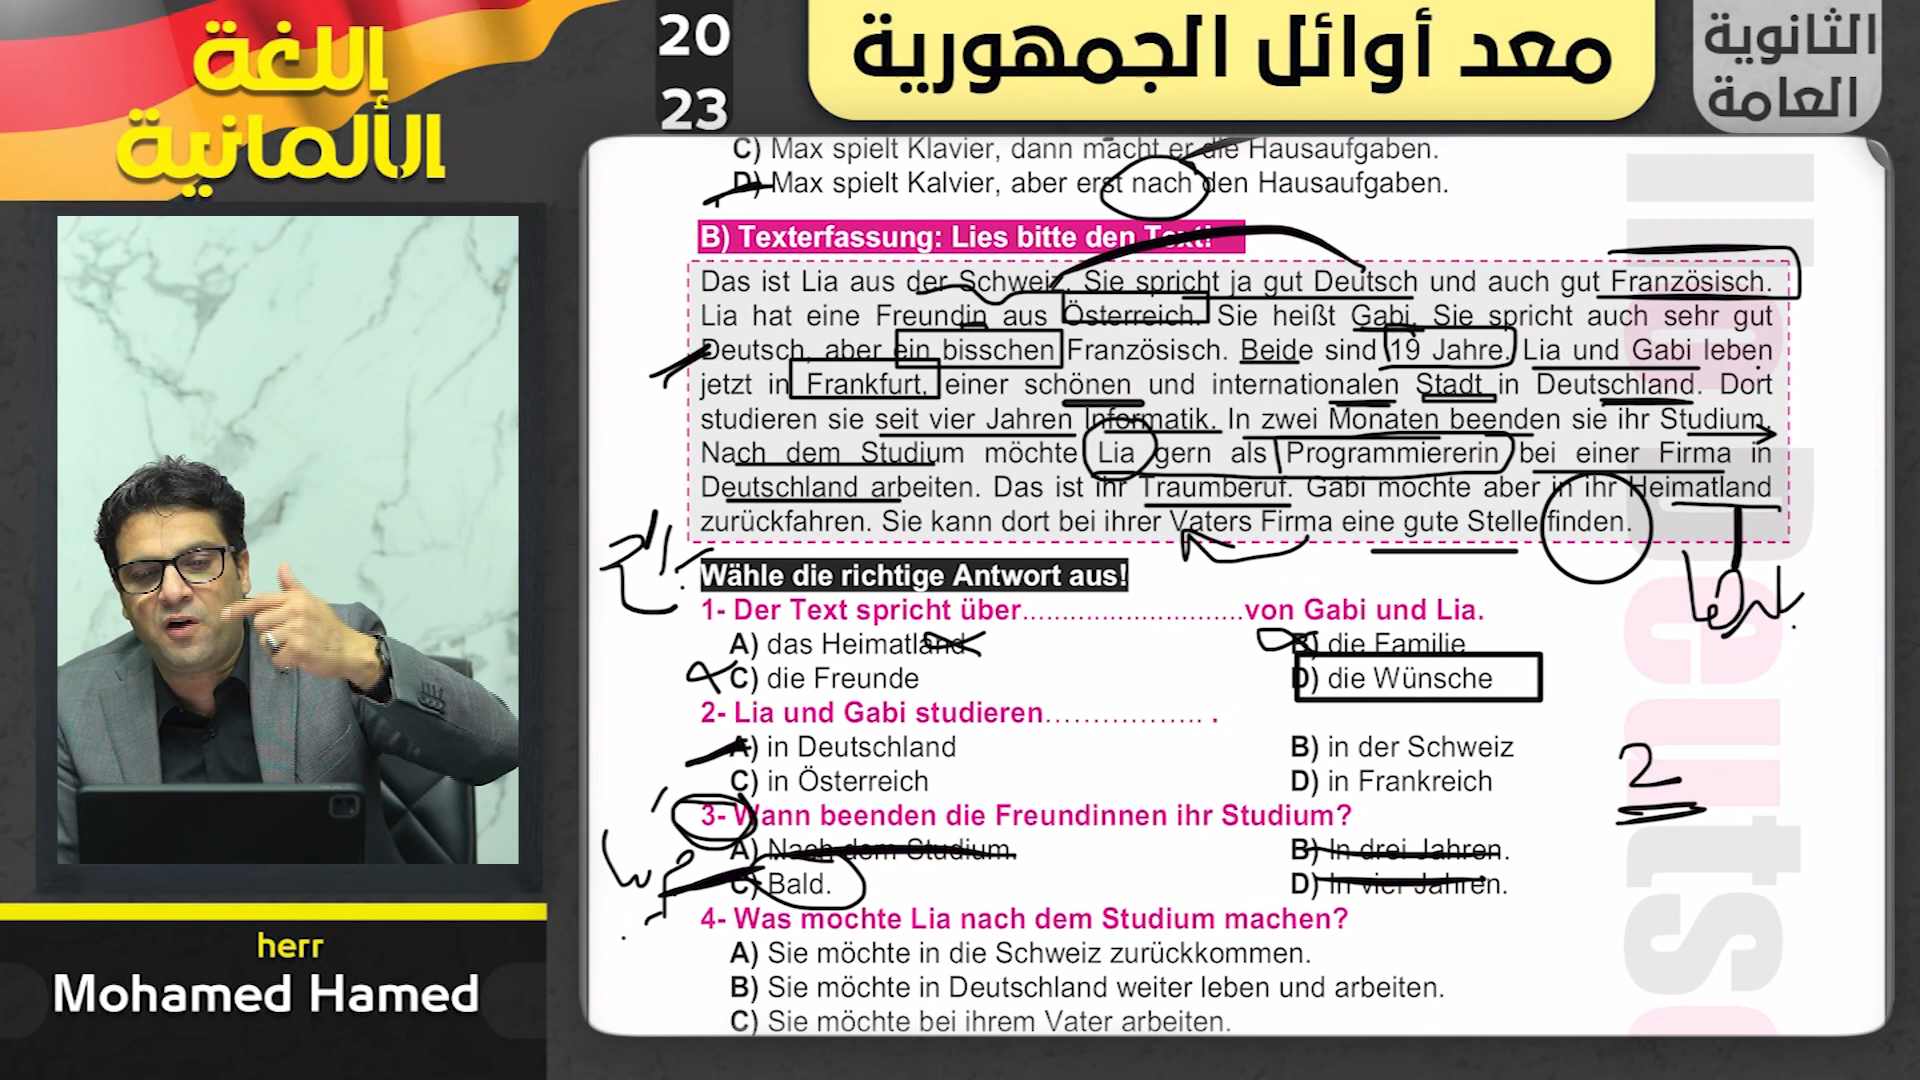 اللغة
الألمانية
20
23
معد أوائل الجمهورية
الثانوية
العامة
C) Max spielt Klavier, dann macht er die Hausaufgaben.
D) Max spielt Kalvier, aber erst nach den Hausaufgaben.
B) Texterfassung: Lies bitte den Text!
Das ist Lia aus der Schweiz. Sie spricht ja gut Deutsch und auch gut Französisch.
Lia hat eine Freundin aus Österreich. Sie heißt Gabi. Sie spricht auch sehr gut
Deutsch, aber ein bisschen Französisch. Beide sind 19 Jahre. Lia und Gabi leben
jetzt in Frankfurt, einer schönen und internationalen Stadt in Deutschland. Dort
studieren sie seit vier Jahren Informatik. In zwei Monaten beenden sie ihr Studium.
Nach dem Studium möchte Lia gern als Programmiererin bei einer Firma in
Deutschland arbeiten. Das ist ihr Traumberuf. Gabi möchte aber in ihr Heimatland
zurückfahren. Sie kann dort bei ihrer Vaters Firma eine gute Stelle finden.
Wähle die richtige Antwort aus!
1- Der Text spricht über...........................von Gabi und Lia.
A) das Heimatland
B) die Familie
C) die Freunde
D) die Wünsche
2- Lia und Gabi studieren.................... .
A) in Deutschland
B) in der Schweiz
C) in Österreich
D) in Frankreich
2
3- Wann beenden die Freundinnen ihr Studium?
A) Nach dem Studium.
B) In drei Jahren.
C) Bald.
D) In vier Jahren.
4- Was möchte Lia nach dem Studium machen?
A) Sie möchte in die Schweiz zurückkommen.
B) Sie möchte in Deutschland weiter leben und arbeiten.
C) Sie möchte bei ihrem Vater arbeiten.
herr
Mohamed Hamed